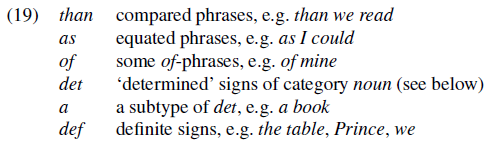 (19) than compared phrases, e.g. than we read
as equated phrases, e.g. as I could
of some of-phrases, e.g. of mine
det ‘determined’ signs of category noun (see below)
a a subtype of det, e.g. a book
def definite signs, e.g. the table, Prince, we